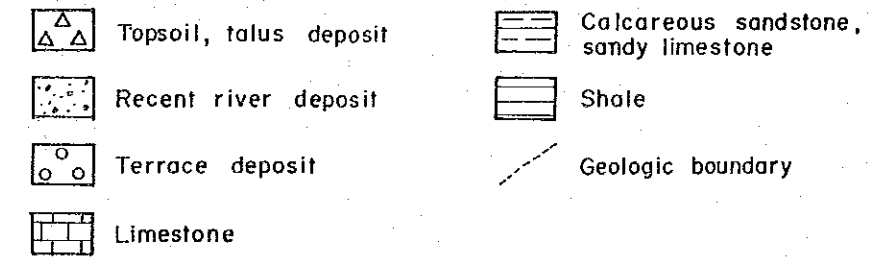 Topsoil, talus deposit
Recent river deposit
Terrace deposit
Limestone
Calcareous sandstone,
sandy limestone
Shale
Geologic boundary